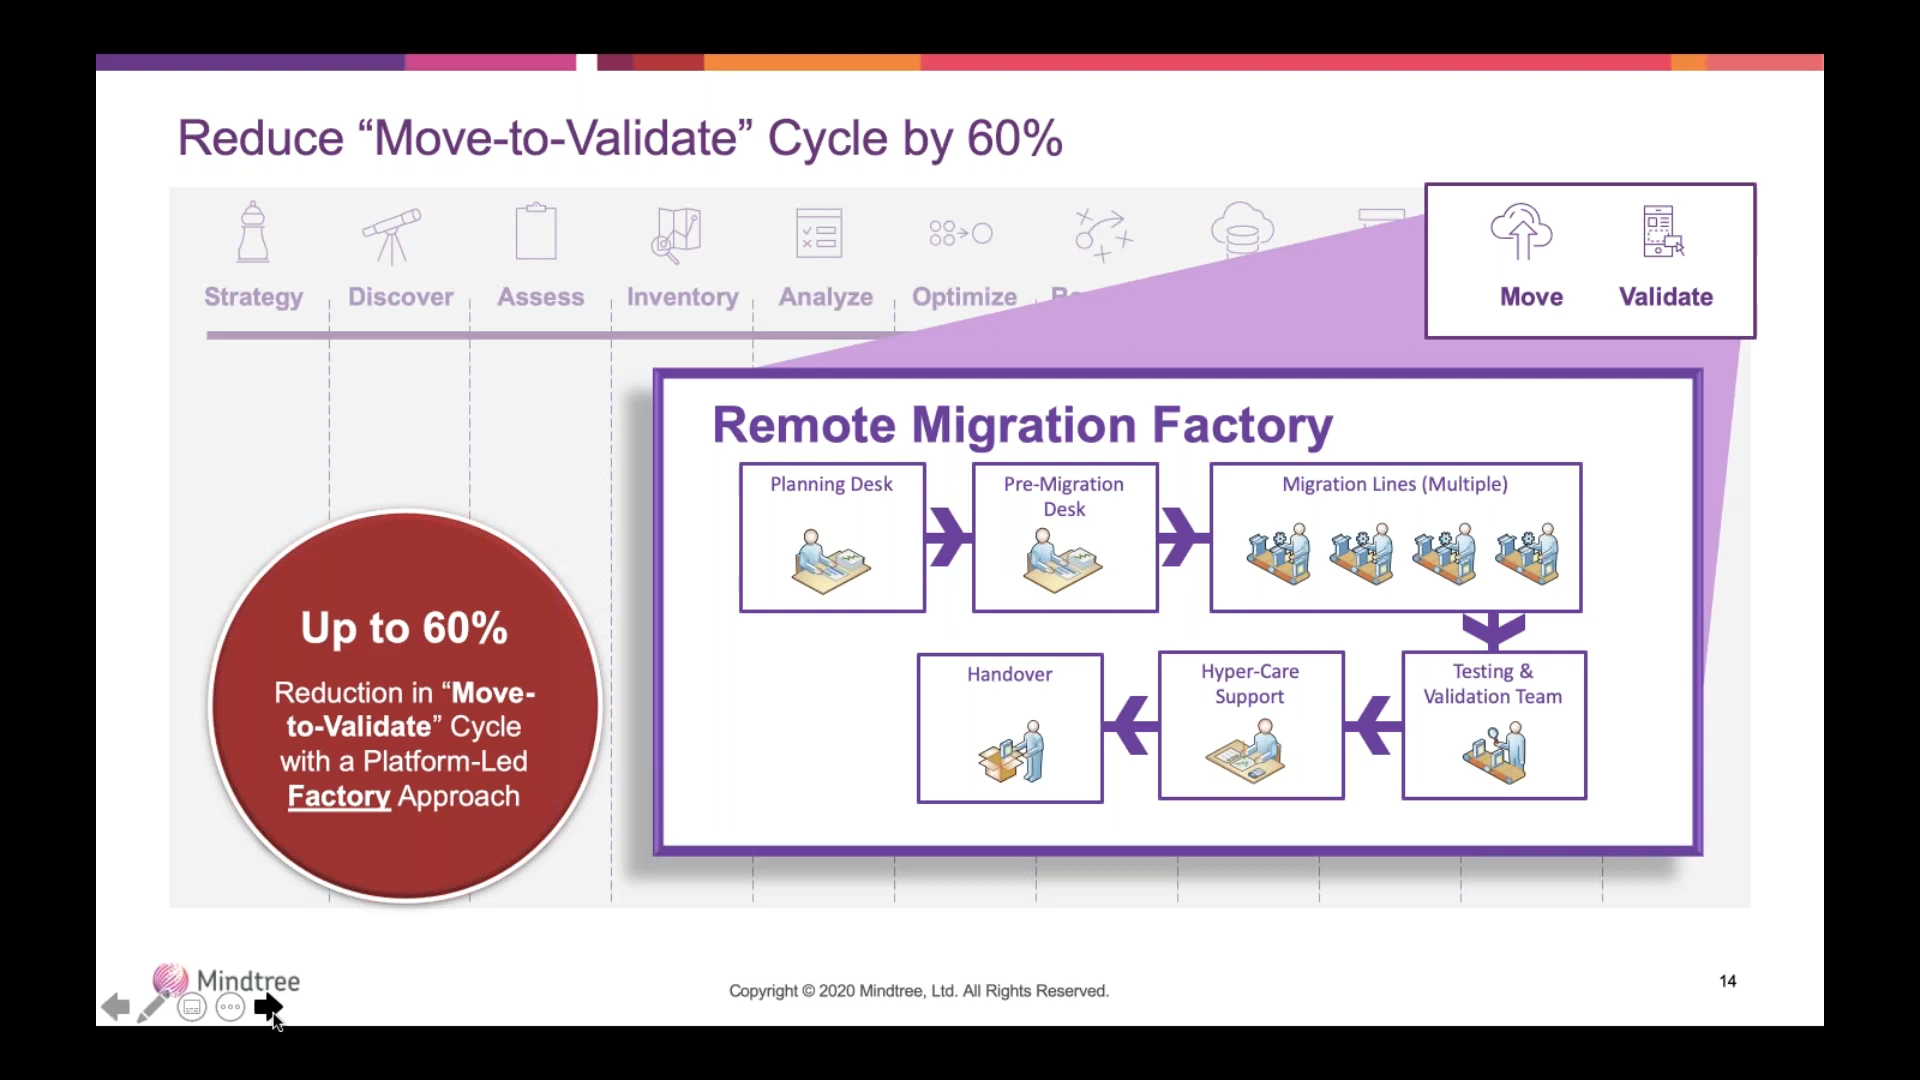 Reduce “Move-to-Validate” Cycle by 60%
Strategy
Discover
Assess
Inventory
Analyze
Optimize
Move
Validate
Remote Migration Factory
Planning Desk
Pre-Migration
Desk
Migration Lines (Multiple)
Testing &
Validation Team
Hyper-Care
Support
Handover
Up to 60%
Reduction in “Move-
to-Validate” Cycle
with a Platform-Led
Factory Approach
Mindtree
Copyright © 2020 Mindtree, Ltd. All Rights Reserved.
14